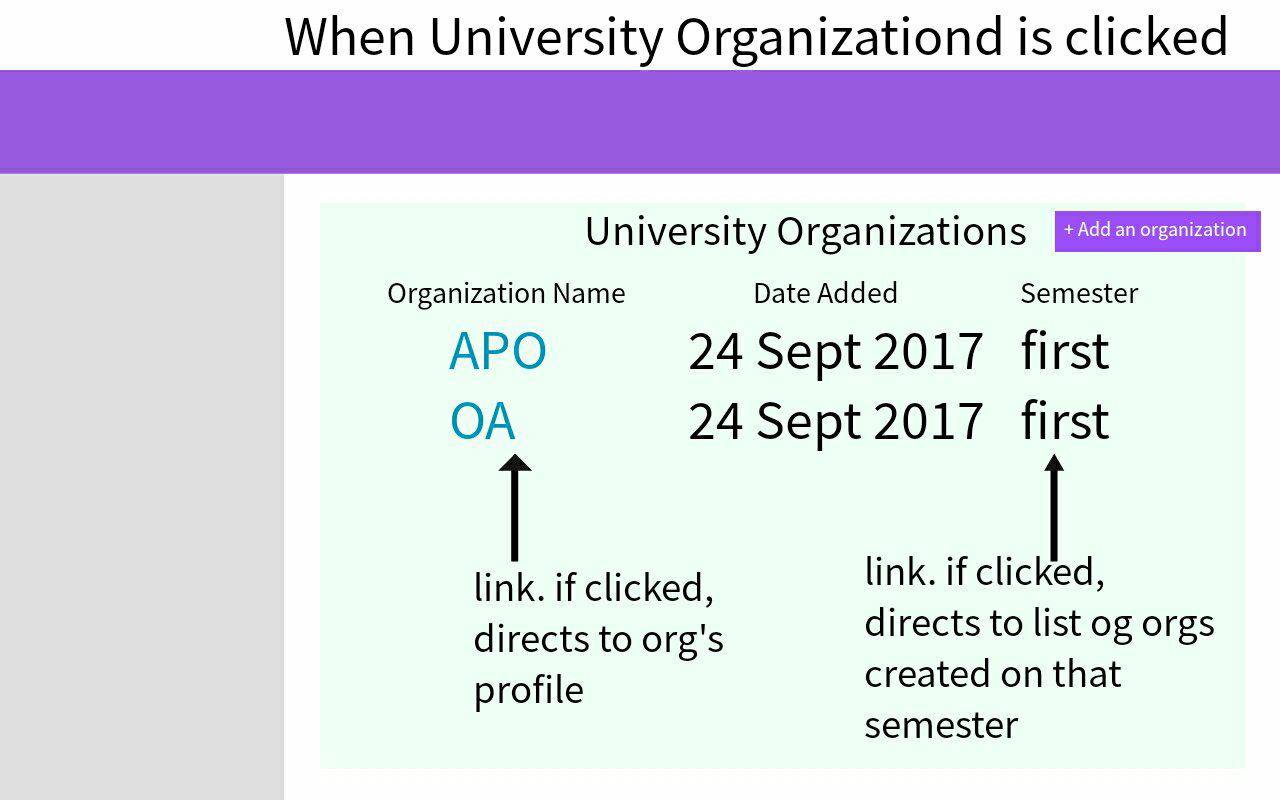 When University Organizationd is clicked
University Organizations
+ Add an organization
Organization Name Date Added Semester
APO 24 Sept 2017 first
OA 24 Sept 2017 first
link. if clicked,
directs to org's
profile
link. if clicked,
directs to list og orgs
created on that
semester